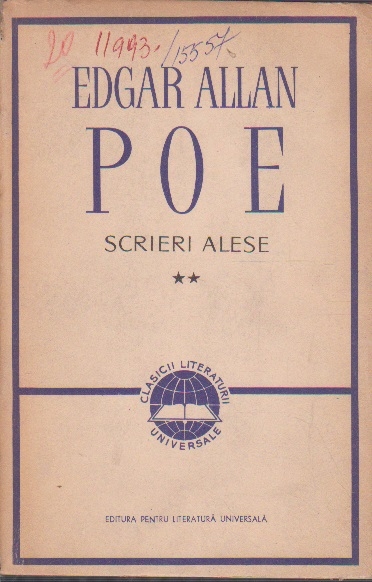 20 11993. /15557.
EDGAR ALLAN
POE
SCRIERI ALESE
★★
CLASICII LITERATURII
UNIVERSALE
EDITURA PENTRU LITERATURĂ UNIVERSALĂ